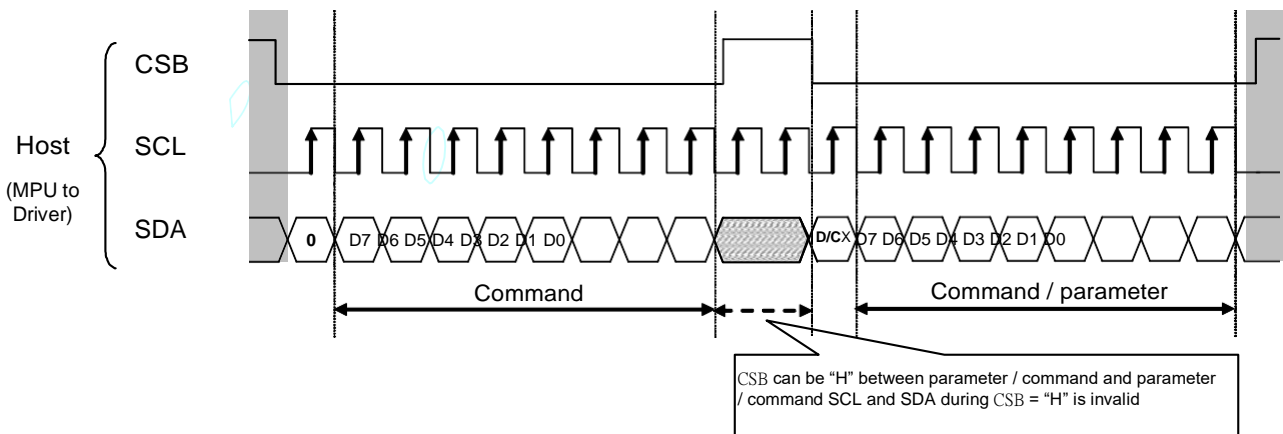 CSB
Host
SCL
(MPU to
Driver)
SDA
0 D7 D6 D5 D4 D3 D2 D1 D0 D/CX D7 D6 D5 D4 D3 D2 D1 D0
Command
Command / parameter
CSB can be “H” between parameter / command and parameter
/ command SCL and SDA during CSB = “H” is invalid